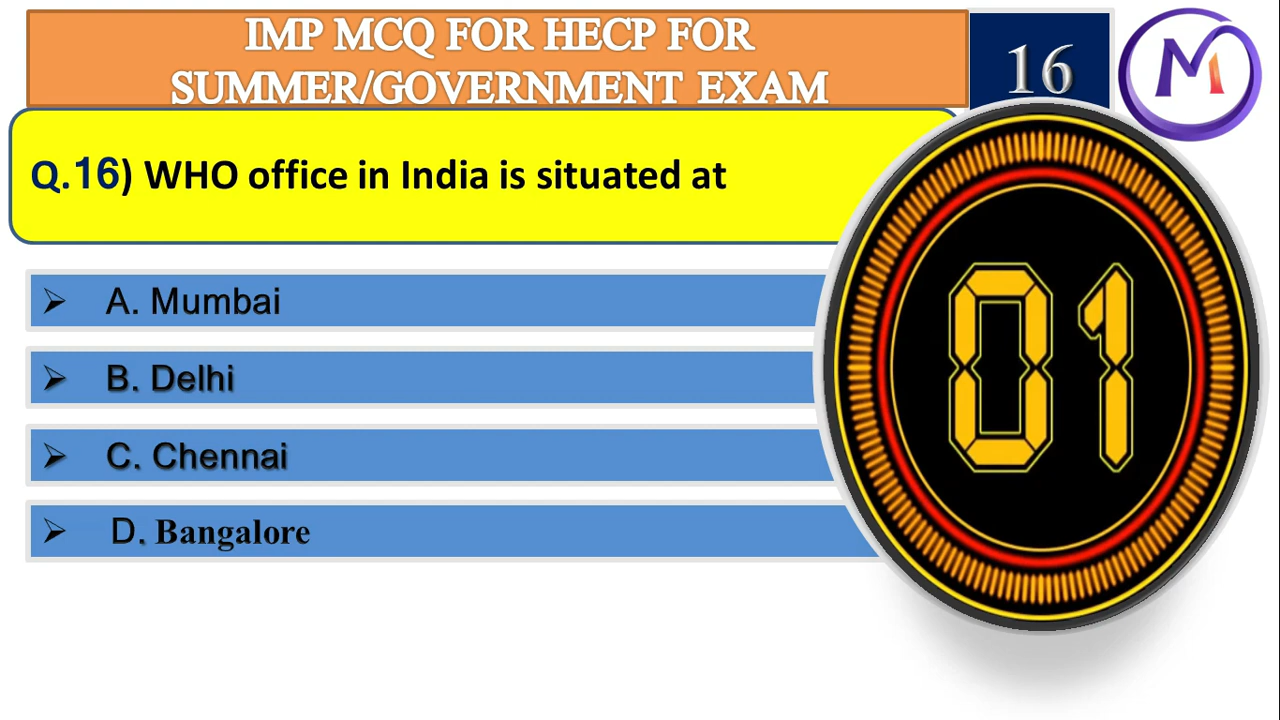 IMP MCQ FOR HECP FOR
SUMMER/GOVERNMENT EXAM
16
M
Q.16) WHO office in India is situated at
01
➢ A. Mumbai
➢ B. Delhi
➢ C. Chennai
➢ D. Bangalore